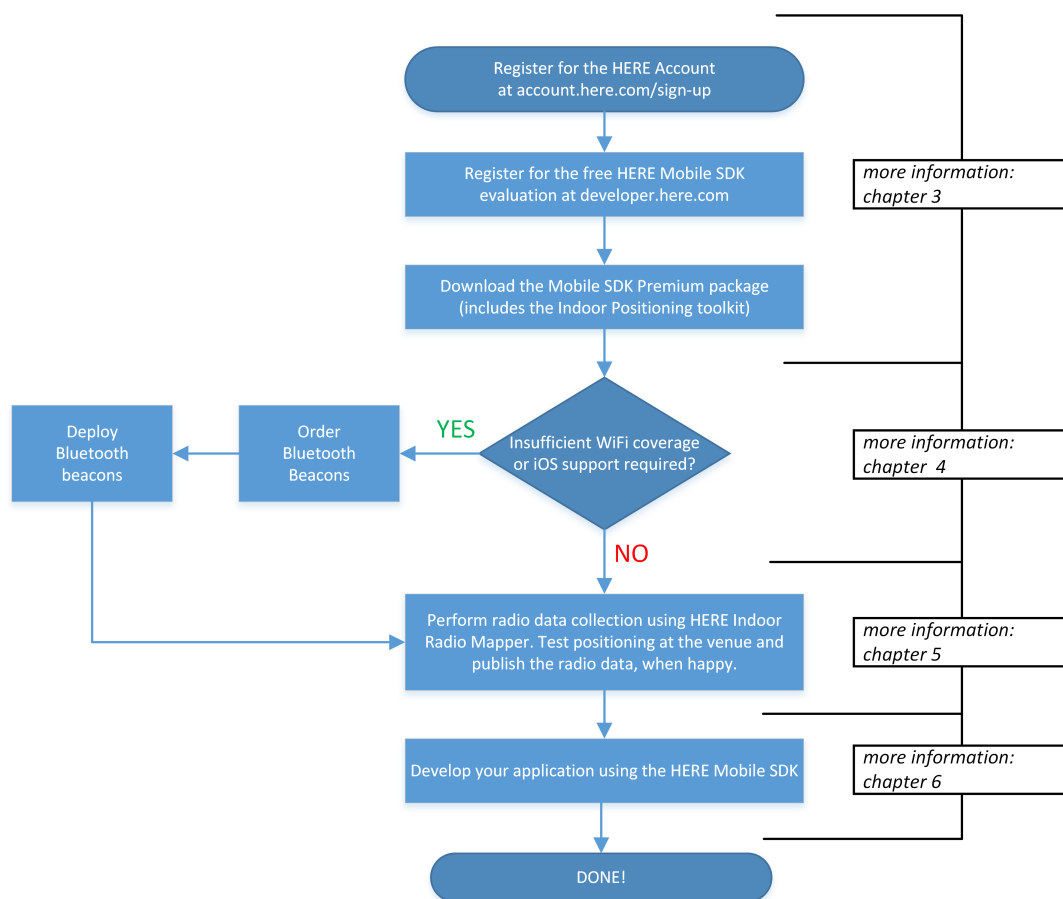 Register for the HERE Account
at account.here.com/sign-up
Register for the free HERE Mobile SDK
evaluation at developer.here.com
more information:
chapter 3
Download the Mobile SDK Premium package
(includes the Indoor Positioning toolkit)
Deploy
Bluetooth
beacons
Order
Bluetooth
Beacons
YES
Insufficient WiFi coverage
or iOS support required?
more information:
chapter 4
NO
Perform radio data collection using HERE Indoor
Radio Mapper. Test positioning at the venue and
publish the radio data, when happy.
more information:
chapter 5
Develop your application using the HERE Mobile SDK
more information:
chapter 6
DONE!